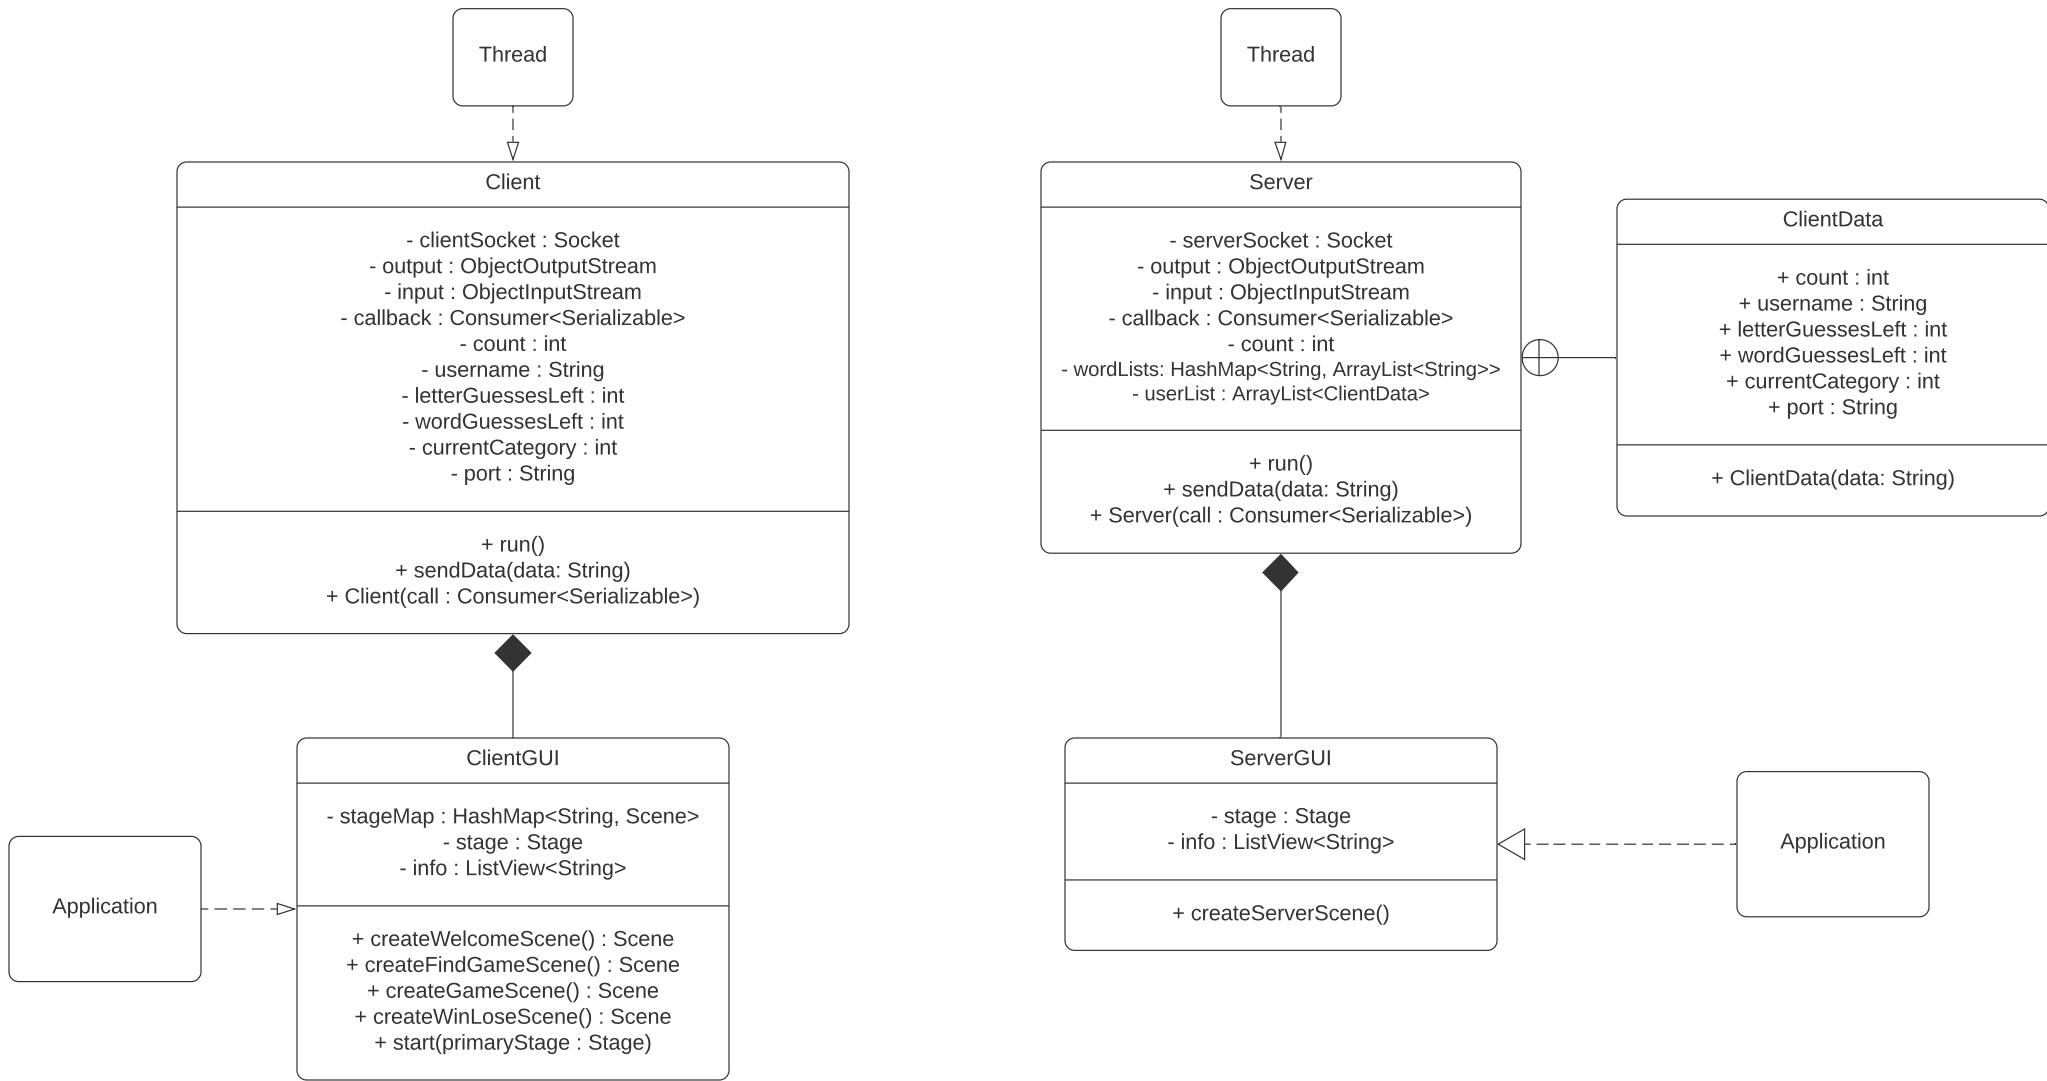 Thread
Client
- clientSocket : Socket
- output : ObjectOutputStream
- input : ObjectInputStream
- callback : Consumer<Serializable>
- count : int
- username : String
- letterGuessesLeft : int
- wordGuessesLeft : int
- currentCategory : int
- port : String
+ run()
+ sendData(data: String)
+ Client(call : Consumer<Serializable>)
ClientGUI
- stageMap : HashMap<String, Scene>
- stage : Stage
- info : ListView<String>
+ createWelcomeScene() : Scene
+ createFindGameScene() : Scene
+ createGameScene() : Scene
+ createWinLoseScene() : Scene
+ start(primaryStage : Stage)
Application
Thread
Server
- serverSocket : Socket
- output : ObjectOutputStream
- input : ObjectInputStream
- callback : Consumer<Serializable>
- count : int
- wordLists: HashMap<String, ArrayList<String>>
- userList : ArrayList<ClientData>
+ run()
+ sendData(data: String)
+ Server(call : Consumer<Serializable>)
ClientData
+ count : int
+ username : String
+ letterGuessesLeft : int
+ wordGuessesLeft : int
+ currentCategory : int
+ port : String
+ ClientData(data: String)
ServerGUI
- stage : Stage
- info : ListView<String>
+ createServerScene()
Application